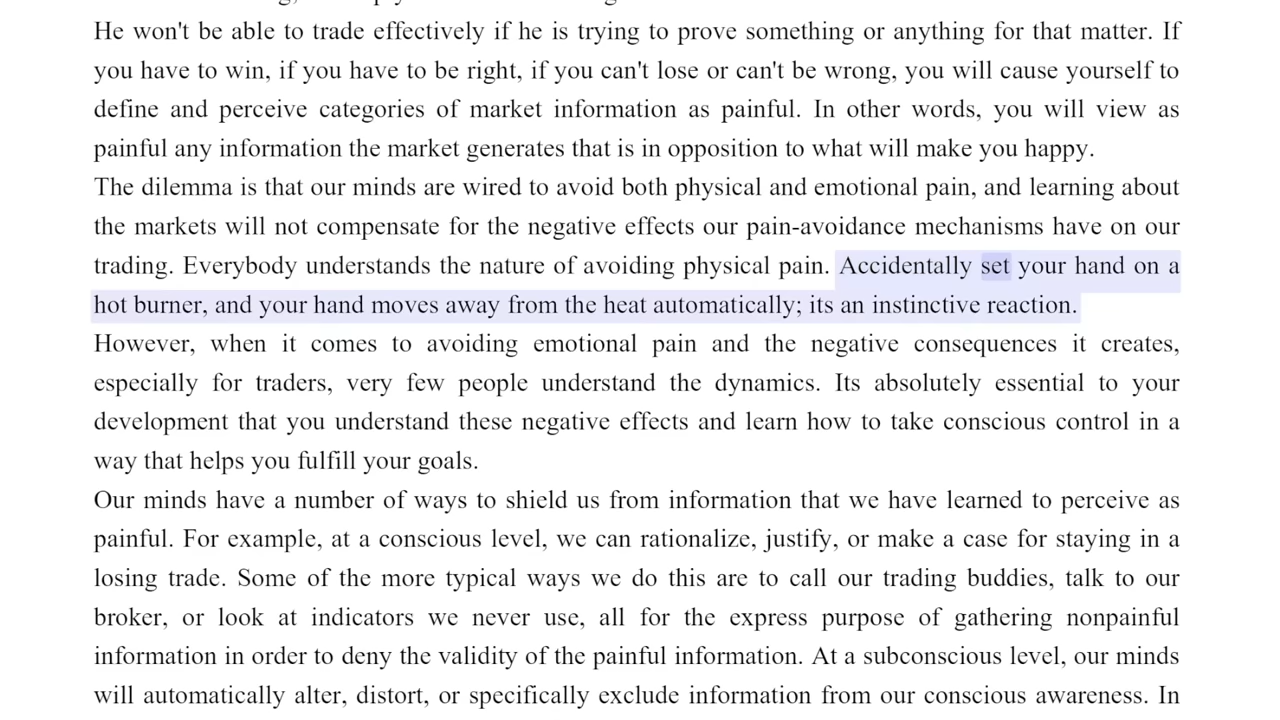 He won't be able to trade effectively if he is trying to prove something or anything for that matter. If
you have to win, if you have to be right, if you can't lose or can't be wrong, you will cause yourself to
define and perceive categories of market information as painful. In other words, you will view as
painful any information the market generates that is in opposition to what will make you happy.
The dilemma is that our minds are wired to avoid both physical and emotional pain, and learning about
the markets will not compensate for the negative effects our pain-avoidance mechanisms have on our
trading. Everybody understands the nature of avoiding physical pain. Accidentally set your hand on a
hot burner, and your hand moves away from the heat automatically; its an instinctive reaction.
However, when it comes to avoiding emotional pain and the negative consequences it creates,
especially for traders, very few people understand the dynamics. Its absolutely essential to your
development that you understand these negative effects and learn how to take conscious control in a
way that helps you fulfill your goals.
Our minds have a number of ways to shield us from information that we have learned to perceive as
painful. For example, at a conscious level, we can rationalize, justify, or make a case for staying in a
losing trade. Some of the more typical ways we do this are to call our trading buddies, talk to our
broker, or look at indicators we never use, all for the express purpose of gathering nonpainful
information in order to deny the validity of the painful information. At a subconscious level, our minds
will automatically alter, distort, or specifically exclude information from our conscious awareness. In